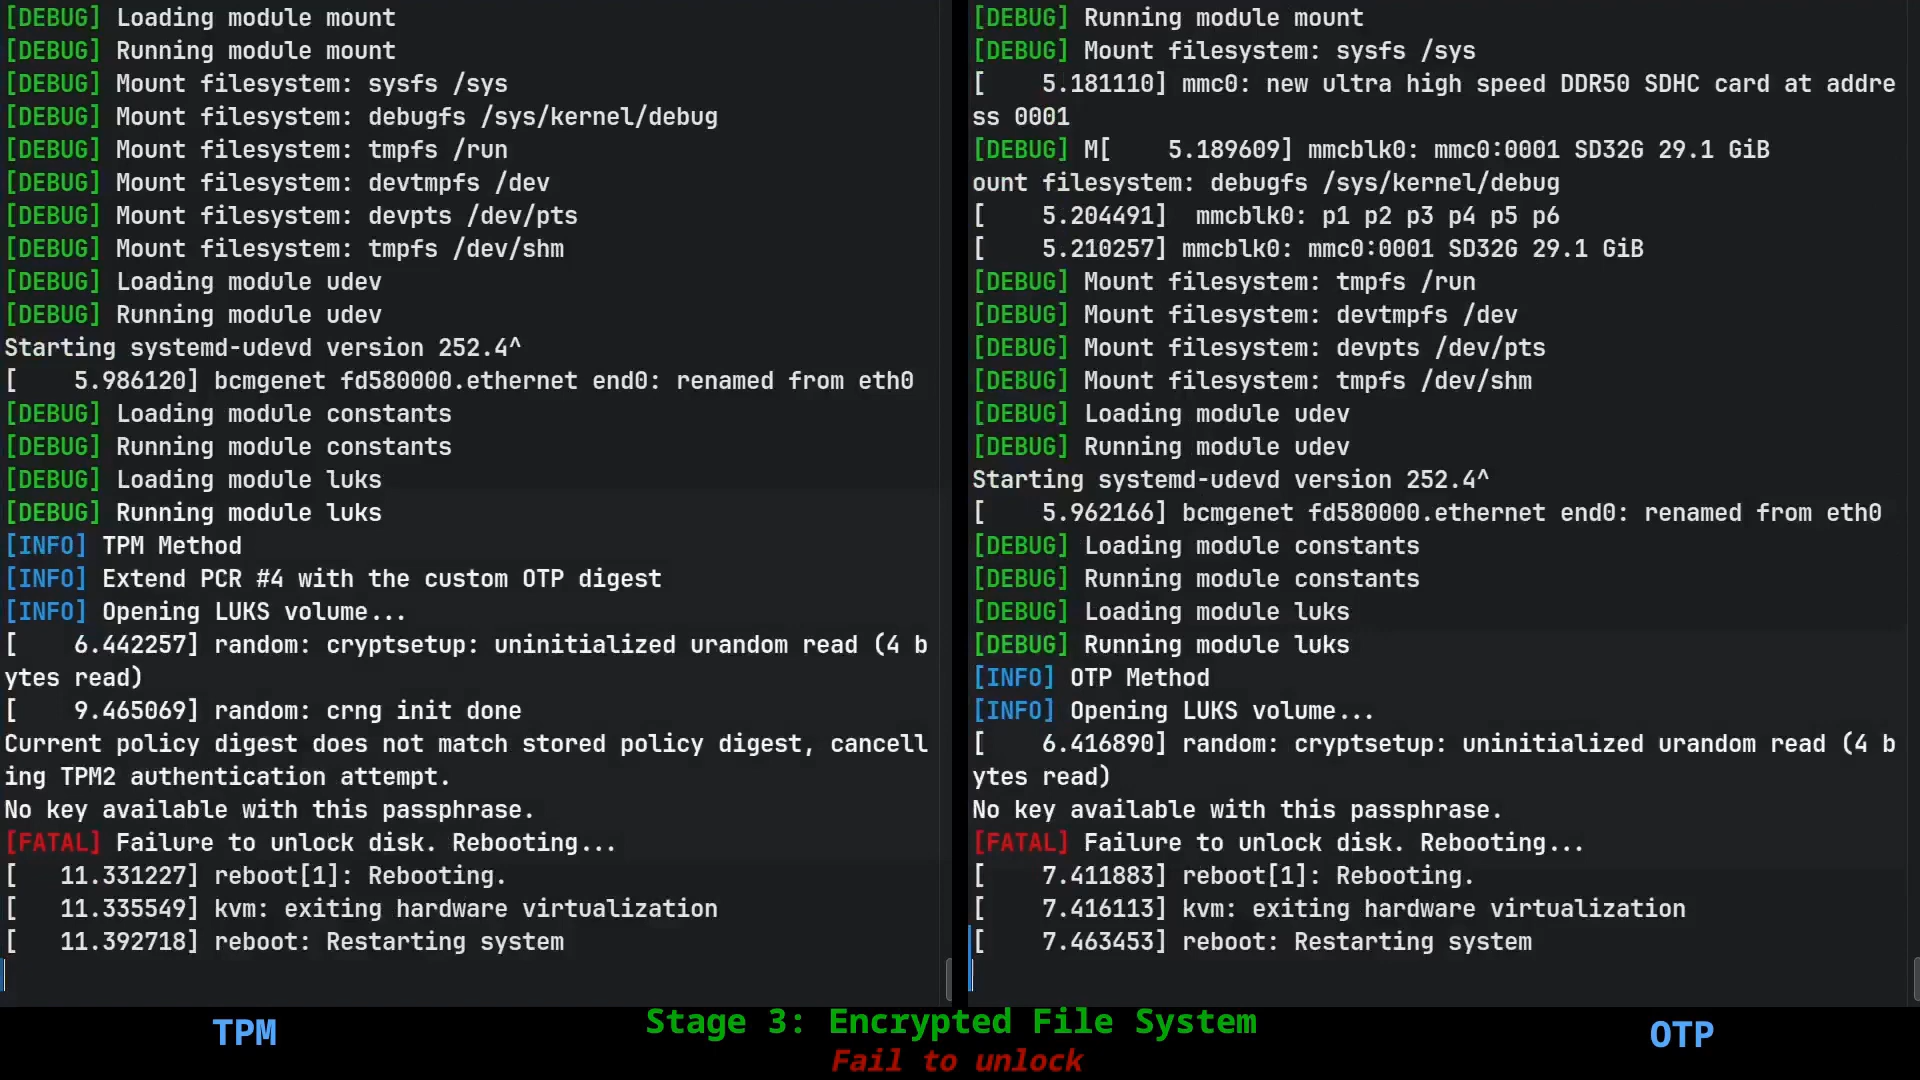 [DEBUG] Loading module mount
[DEBUG] Running module mount
[DEBUG] Mount filesystem: sysfs /sys
[DEBUG] Mount filesystem: debugfs /sys/kernel/debug
[DEBUG] Mount filesystem: tmpfs /run
[DEBUG] Mount filesystem: devtmpfs /dev
[DEBUG] Mount filesystem: devpts /dev/pts
[DEBUG] Mount filesystem: tmpfs /dev/shm
[DEBUG] Loading module udev
[DEBUG] Running module udev
Starting systemd-udevd version 252.4^
[    5.986120] bcmgenet fd580000.ethernet end0: renamed from eth0
[DEBUG] Loading module constants
[DEBUG] Running module constants
[DEBUG] Loading module luks
[DEBUG] Running module luks
[INFO] TPM Method
[INFO] Extend PCR #4 with the custom OTP digest
[INFO] Opening LUKS volume...
[    6.442257] random: cryptsetup: uninitialized urandom read (4 b
ytes read)
[    9.465069] random: crng init done
Current policy digest does not match stored policy digest, cancell
ing TPM2 authentication attempt.
No key available with this passphrase.
[FATAL] Failure to unlock disk. Rebooting...
[   11.331227] reboot[1]: Rebooting.
[   11.335549] kvm: exiting hardware virtualization
[   11.392718] reboot: Restarting system
[DEBUG] Running module mount
[DEBUG] Mount filesystem: sysfs /sys
[    5.181110] mmc0: new ultra high speed DDR50 SDHC card at addre
ss 0001
[DEBUG] M[    5.189609] mmcblk0: mmc0:0001 SD32G 29.1 GiB
ount filesystem: debugfs /sys/kernel/debug
[    5.204491]  mmcblk0: p1 p2 p3 p4 p5 p6
[    5.210257] mmcblk0: mmc0:0001 SD32G 29.1 GiB
[DEBUG] Mount filesystem: tmpfs /run
[DEBUG] Mount filesystem: devtmpfs /dev
[DEBUG] Mount filesystem: devpts /dev/pts
[DEBUG] Mount filesystem: tmpfs /dev/shm
[DEBUG] Loading module udev
[DEBUG] Running module udev
Starting systemd-udevd version 252.4^
[    5.962166] bcmgenet fd580000.ethernet end0: renamed from eth0
[DEBUG] Loading module constants
[DEBUG] Running module constants
[DEBUG] Loading module luks
[DEBUG] Running module luks
[INFO] OTP Method
[INFO] Opening LUKS volume...
[    6.416890] random: cryptsetup: uninitialized urandom read (4 b
ytes read)
No key available with this passphrase.
[FATAL] Failure to unlock disk. Rebooting...
[    7.411883] reboot[1]: Rebooting.
[    7.416113] kvm: exiting hardware virtualization
[    7.463453] reboot: Restarting system
TPM
Stage 3: Encrypted File System
Fail to unlock
OTP